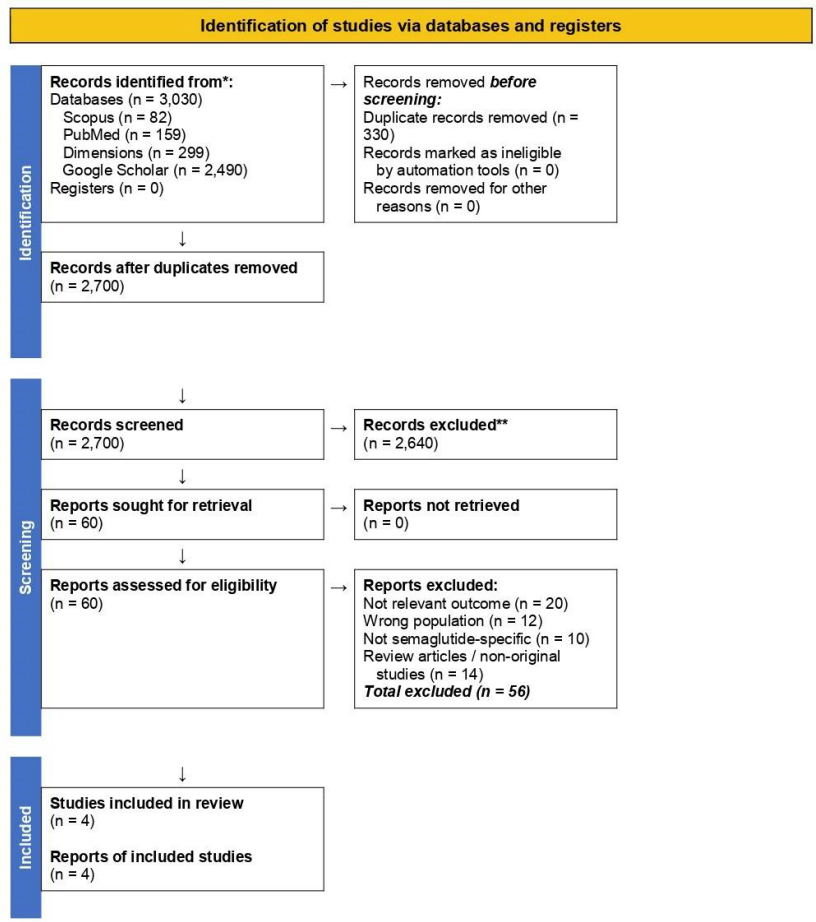 Identification of studies via databases and registers
Identification
Records identified from*:
Databases (n = 3,030)
Scopus (n = 82)
PubMed (n = 159)
Dimensions (n = 299)
Google Scholar (n = 2,490)
Registers (n = 0)
→
Records removed before
screening:
Duplicate records removed (n =
330)
Records marked as ineligible
by automation tools (n = 0)
Records removed for other
reasons (n = 0)
↓
Records after duplicates removed
(n = 2,700)
Screening
↓
Records screened
(n = 2,700)
→
Records excluded**
(n = 2,640)
↓
Reports sought for retrieval
(n = 60)
→
Reports not retrieved
(n = 0)
↓
Reports assessed for eligibility
(n = 60)
→
Reports excluded:
Not relevant outcome (n = 20)
Wrong population (n = 12)
Not semaglutide-specific (n = 10)
Review articles / non-original
studies (n = 14)
Total excluded (n = 56)
Included
↓
Studies included in review
(n = 4)
Reports of included studies
(n = 4)